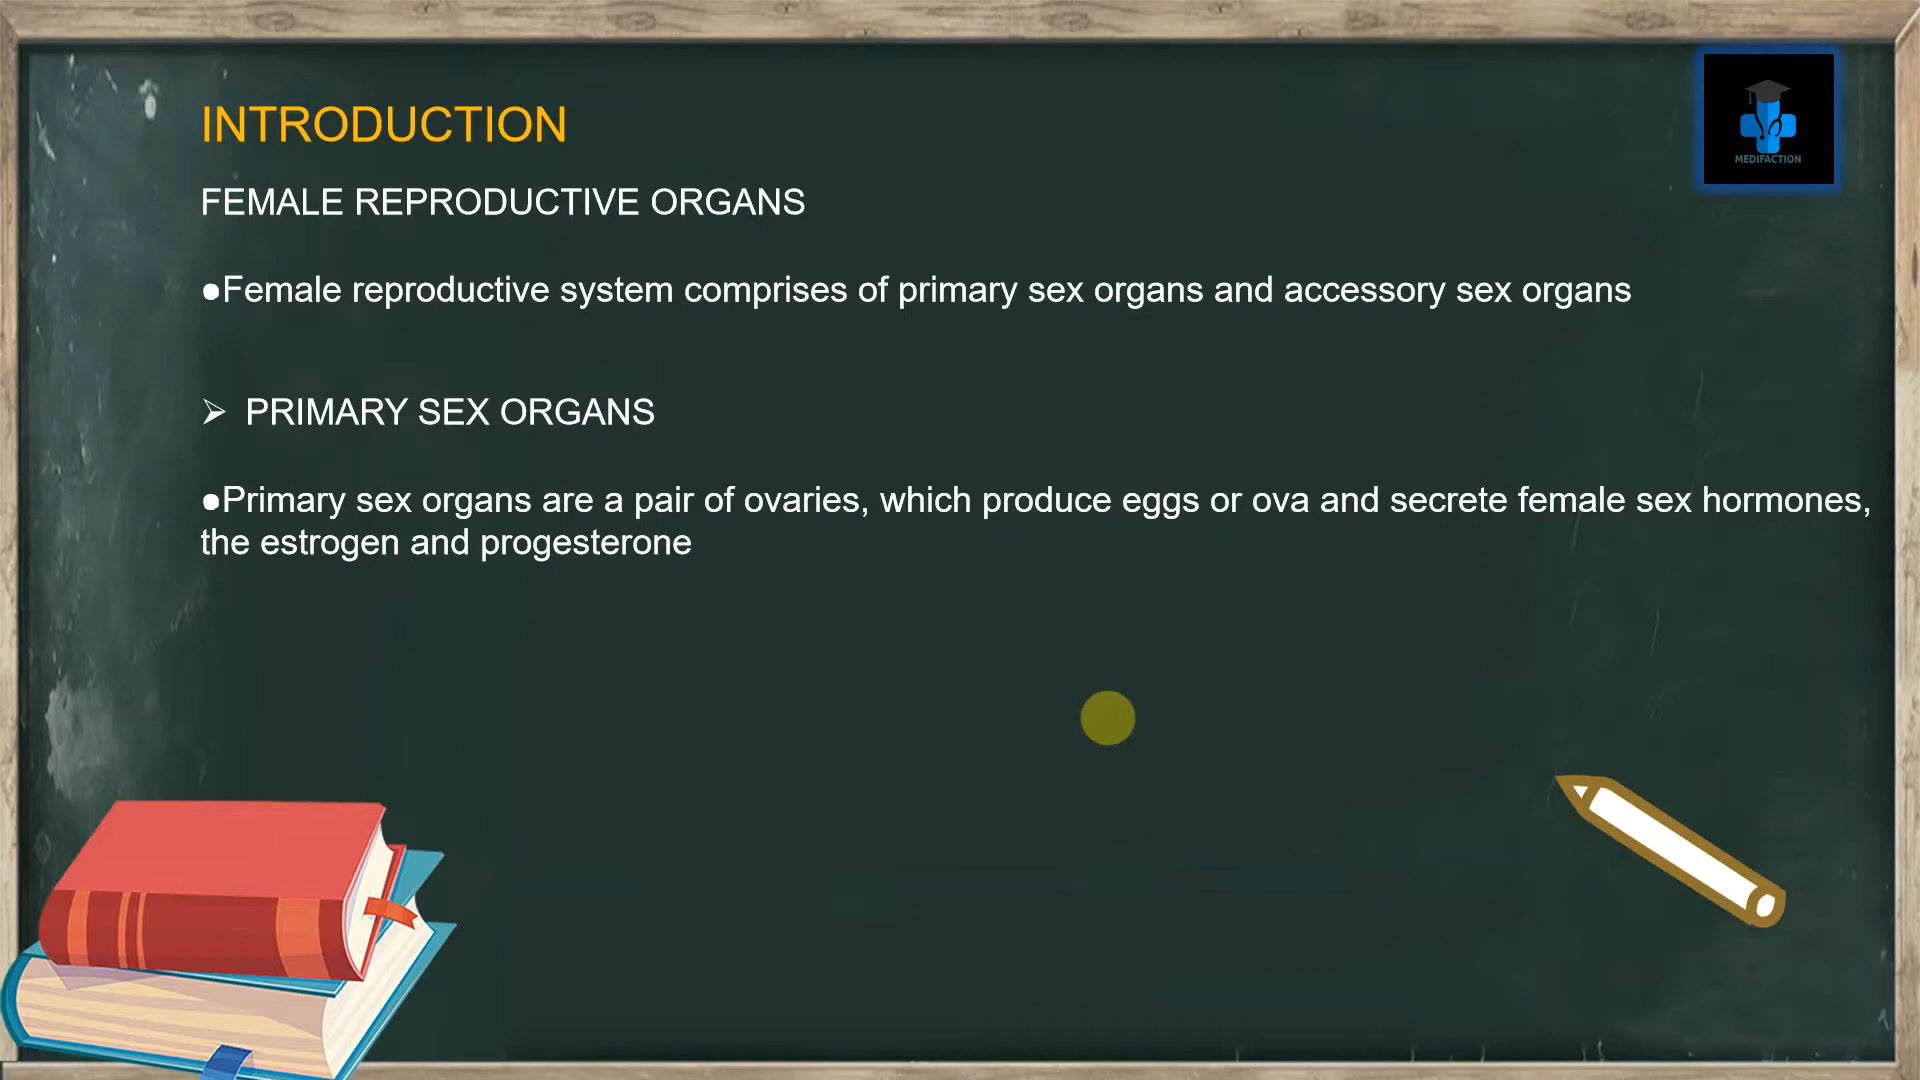 INTRODUCTION
MEDIFACTION
FEMALE REPRODUCTIVE ORGANS
●Female reproductive system comprises of primary sex organs and accessory sex organs
➢ PRIMARY SEX ORGANS
●Primary sex organs are a pair of ovaries, which produce eggs or ova and secrete female sex hormones,
the estrogen and progesterone